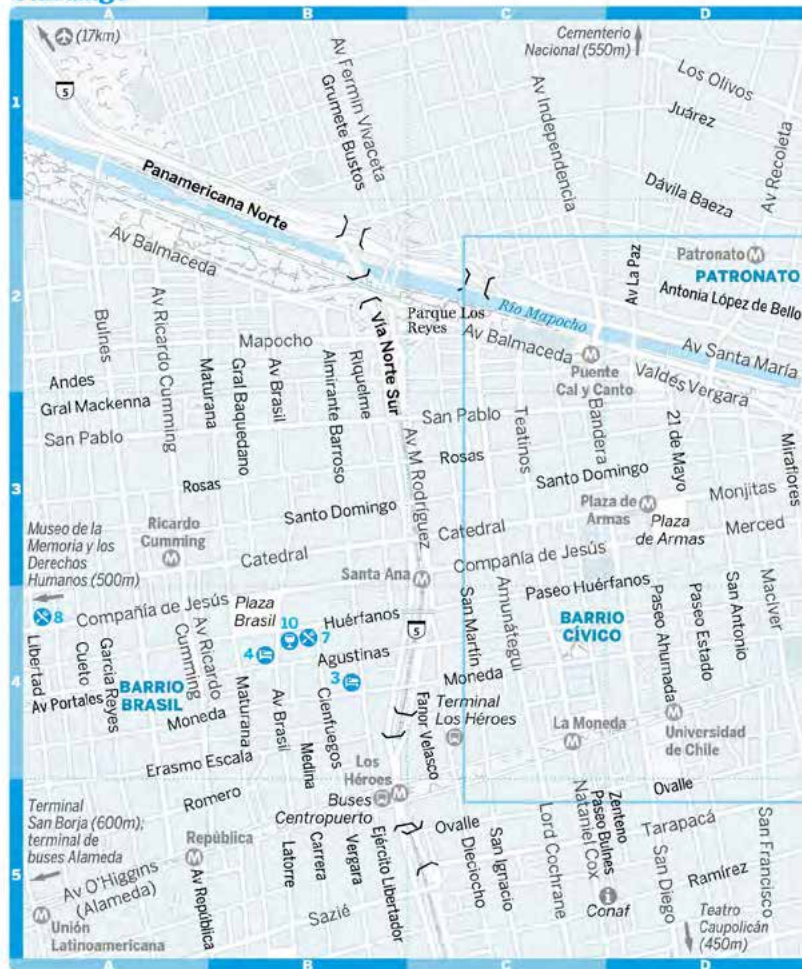 A
B
C
D
(17km)
5
Cementerio
Nacional (550m)
Los Olivos
Juárez
Av Recoleta
Dávila Baeza
Av Independencia
Av Fermín Vivaceta
Grumete Bustos
1
Panamericana Norte
Av Balmaceda
Patronato M
PATRONATO
Av La Paz
Antonia López de Bello
Río Mapocho
Av Santa María
2
Parque Los
Reyes
Av Balmaceda
M
Puente
Cal y Canto
Valdés Vergara
Vía Norte Sur
Bulnes
Av Ricardo Cumming
Mapocho
Maturana
Gral Baquedano
Av Brasil
Almirante Barroso
Riquelme
Andes
Gral Mackenna
San Pablo
San Pablo
Teatinos
Bandera
21 de Mayo
Miraflores
Av M Rodríguez
Rosas
Rosas
Santo Domingo
Santo Domingo
3
Monjitas
Plaza de
Armas M
Plaza
de Armas
Merced
Ricardo
Cumming
M
Catedral
Catedral
Museo de la
Memoria y los
Derechos
Humanos (500m)
Santa Ana M
Compañía de Jesús
Compañía de Jesús
Paseo Huérfanos
8
Plaza
Brasil
10
7
Huérfanos
5
San Martín
Amunátegui
BARRIO
CÍVICO
Paseo Ahumada
Paseo Estado
San Antonio
Maciver
4
Libertad
Cueto
García Reyes
Av Ricardo
Cumming
4
Agustinas
3
Moneda
Av Portales
BARRIO
BRASIL
Moneda
Maturana
Av Brasil
Cienfuegos
Medina
Fanor Velasco
Terminal
Los Héroes
La Moneda
M
M
Universidad
de Chile
Erasmo Escala
Los
Héroes
M
Buses
Centropuerto
Romero
Ovalle
Ovalle
Terminal
San Borja (600m);
terminal de
buses Alameda
República
M
Av O'Higgins
(Alameda)
M
Unión
Latinoamericana
Av República
Latorre
Carrera
Vergara
Ejército Libertador
Sazié
Deciocho
San Ignacio
Lord Cochrane
Nataniel Cox
Paseo Bulnes
Zenteno
Tarapacá
San Diego
San Francisco
Ramírez
5
i
Conaf
Teatro
Caupolicán
(450m)
A
B
C
D